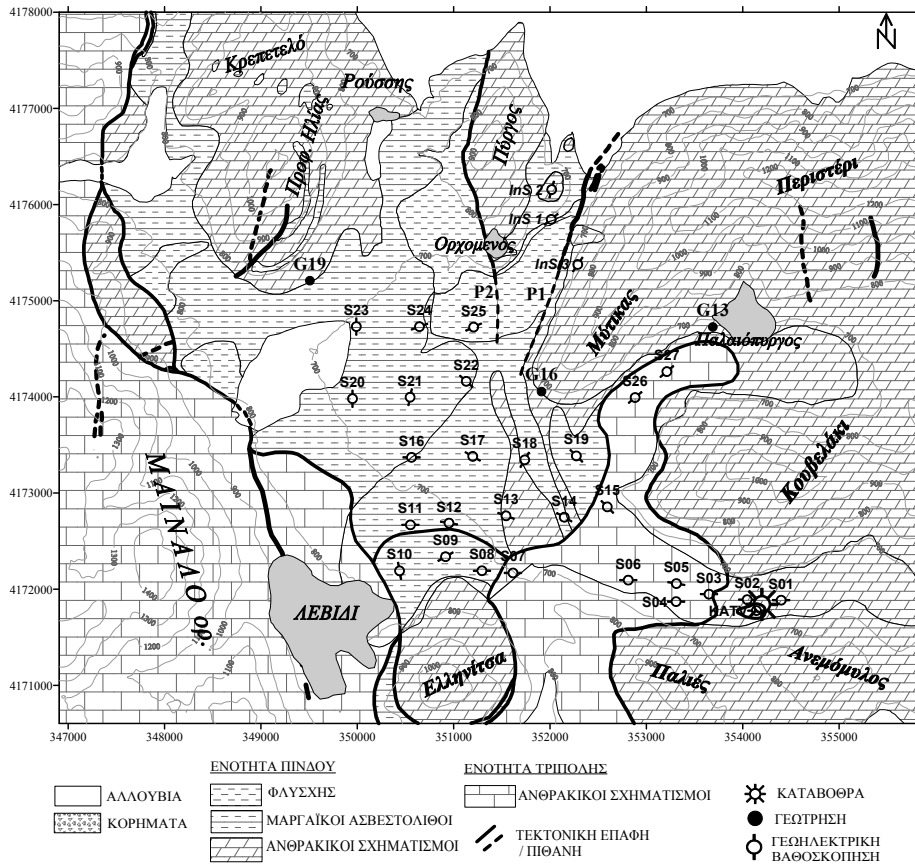 4178000
4177000
4176000
4175000
4174000
4173000
4172000
4171000
347000 348000 349000 350000 351000 352000 353000 354000 355000
N
Κρεπετελό
Ρούσσης
Προφ. Ηλίας
Πύργος
Περιστέρι
InS 2
InS 1
InS 3
Ορχομενός
G19
P2
P1
G13
Μύτικας
Παλαιόπυργος
S23
S24
S25
S22
G16
S27
S20
S21
S26
S16
S17
S18
S19
Κουβελάκι
ΜΑΙΝΑΛΟ ορ.
S11
S12
S13
S14
S15
S10
S09
S08
S07
S06
S05
S04
S03
S02
S01
ΛΕΒΙΔΙ
Ελληνίτσα
Παλιές
ΕΝΟΤΗΤΑ ΠΙΝΔΟΥ
ΕΝΟΤΗΤΑ ΤΡΙΠΟΛΗΣ
ΑΛΛΟΥΒΙΑ
ΚΟΡΗΜΑΤΑ
ΦΛΥΣΧΗΣ
ΜΑΡΓΑΪΚΟΙ ΑΣΒΕΣΤΟΛΙΘΟΙ
ΑΝΘΡΑΚΙΚΟΙ ΣΧΗΜΑΤΙΣΜΟΙ
ΑΝΘΡΑΚΙΚΟΙ ΣΧΗΜΑΤΙΣΜΟΙ
ΤΕΚΤΟΝΙΚΗ ΕΠΑΦΗ
/ ΠΙΘΑΝΗ
ΚΑΤΑΒΟΘΡΑ
ΓΕΩΤΡΗΣΗ
ΓΕΩΗΛΕΚΤΡΙΚΗ
ΒΑΘΟΣΚΟΠΗΣΗ